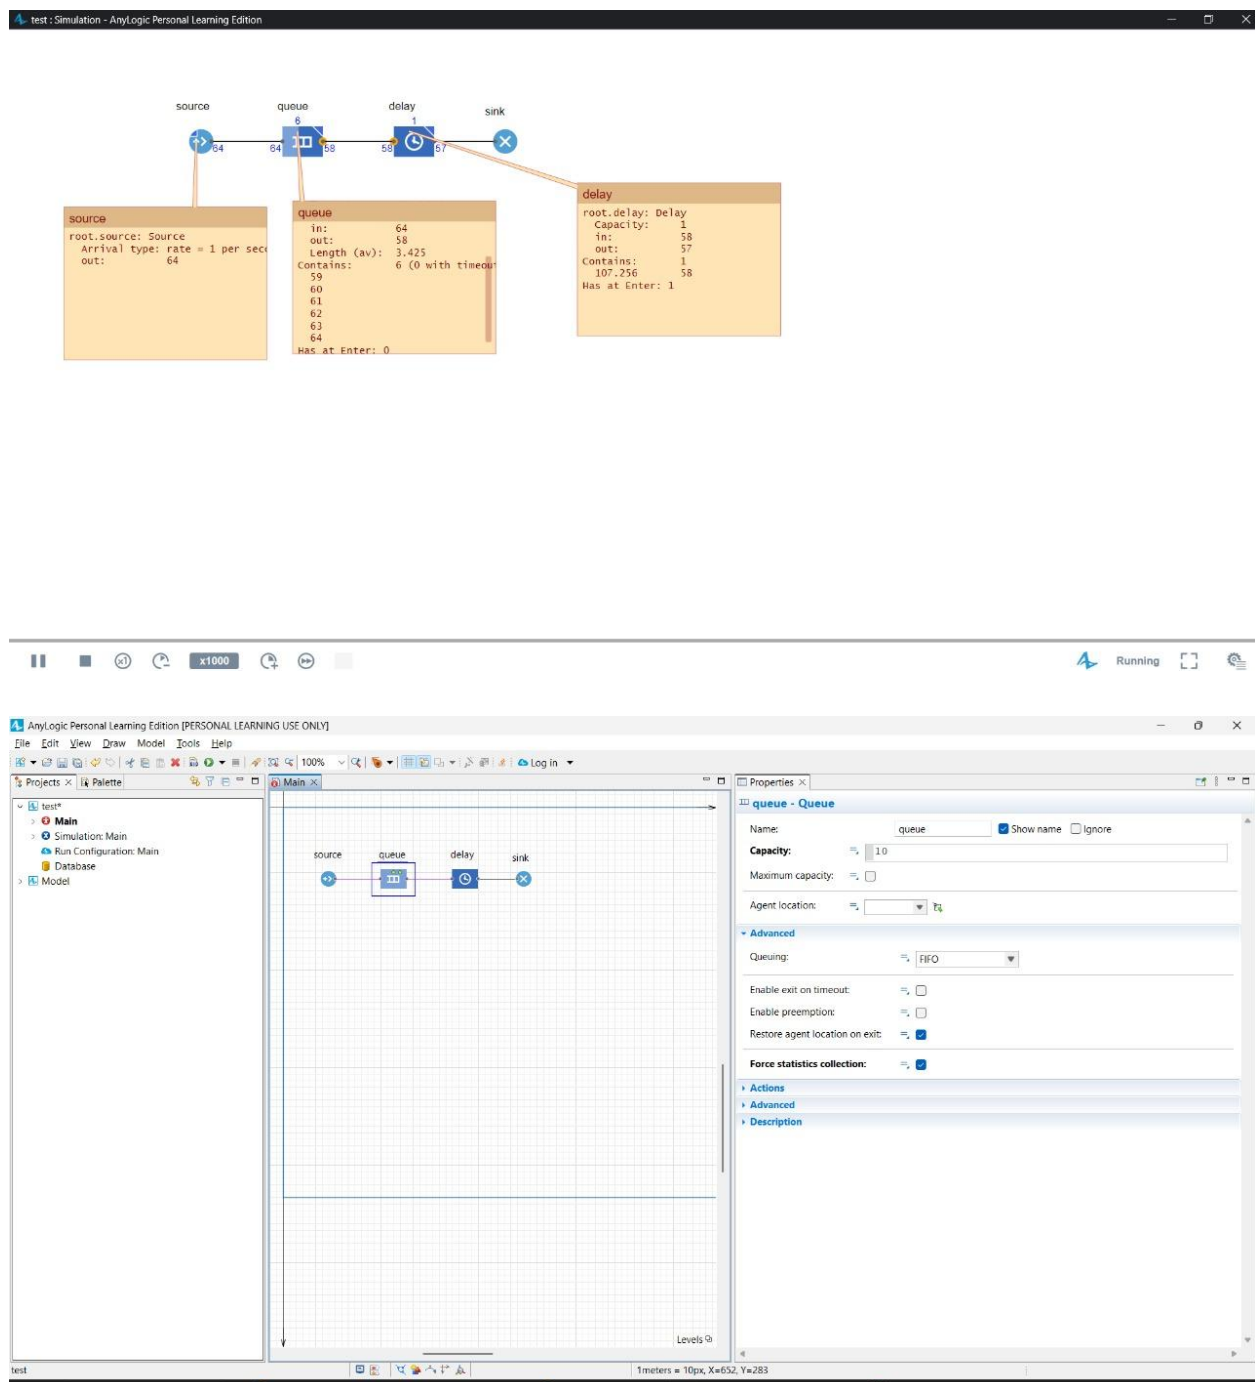 test : Simulation - AnyLogic Personal Learning Edition
source queue delay sink
6 1
64 64 58 58 57
source
root.source: Source
Arrival type: rate = 1 per seco
out: 64
queue
in: 64
out: 58
Length (av): 3.425
Contains: 6 (0 with timeou
59
60
61
62
63
64
Has at Enter: 0
delay
root.delay: Delay
Capacity: 1
in: 58
out: 57
Contains: 1
107.256 58
Has at Enter: 1
x1 x1000 Running
AnyLogic Personal Learning Edition [PERSONAL LEARNING USE ONLY]
File Edit View Draw Model Tools Help
100% Log in
Projects Palette
test*
Main
Simulation: Main
Run Configuration: Main
Database
Model
Main
source queue delay sink
Levels
Properties
queue - Queue
Name: queue Show name Ignore
Capacity: 10
Maximum capacity:
Agent location:
Advanced
Queuing: FIFO
Enable exit on timeout:
Enable preemption:
Restore agent location on exit:
Force statistics collection:
Actions
Advanced
Description
test 1meters = 10px, X=652, Y=283